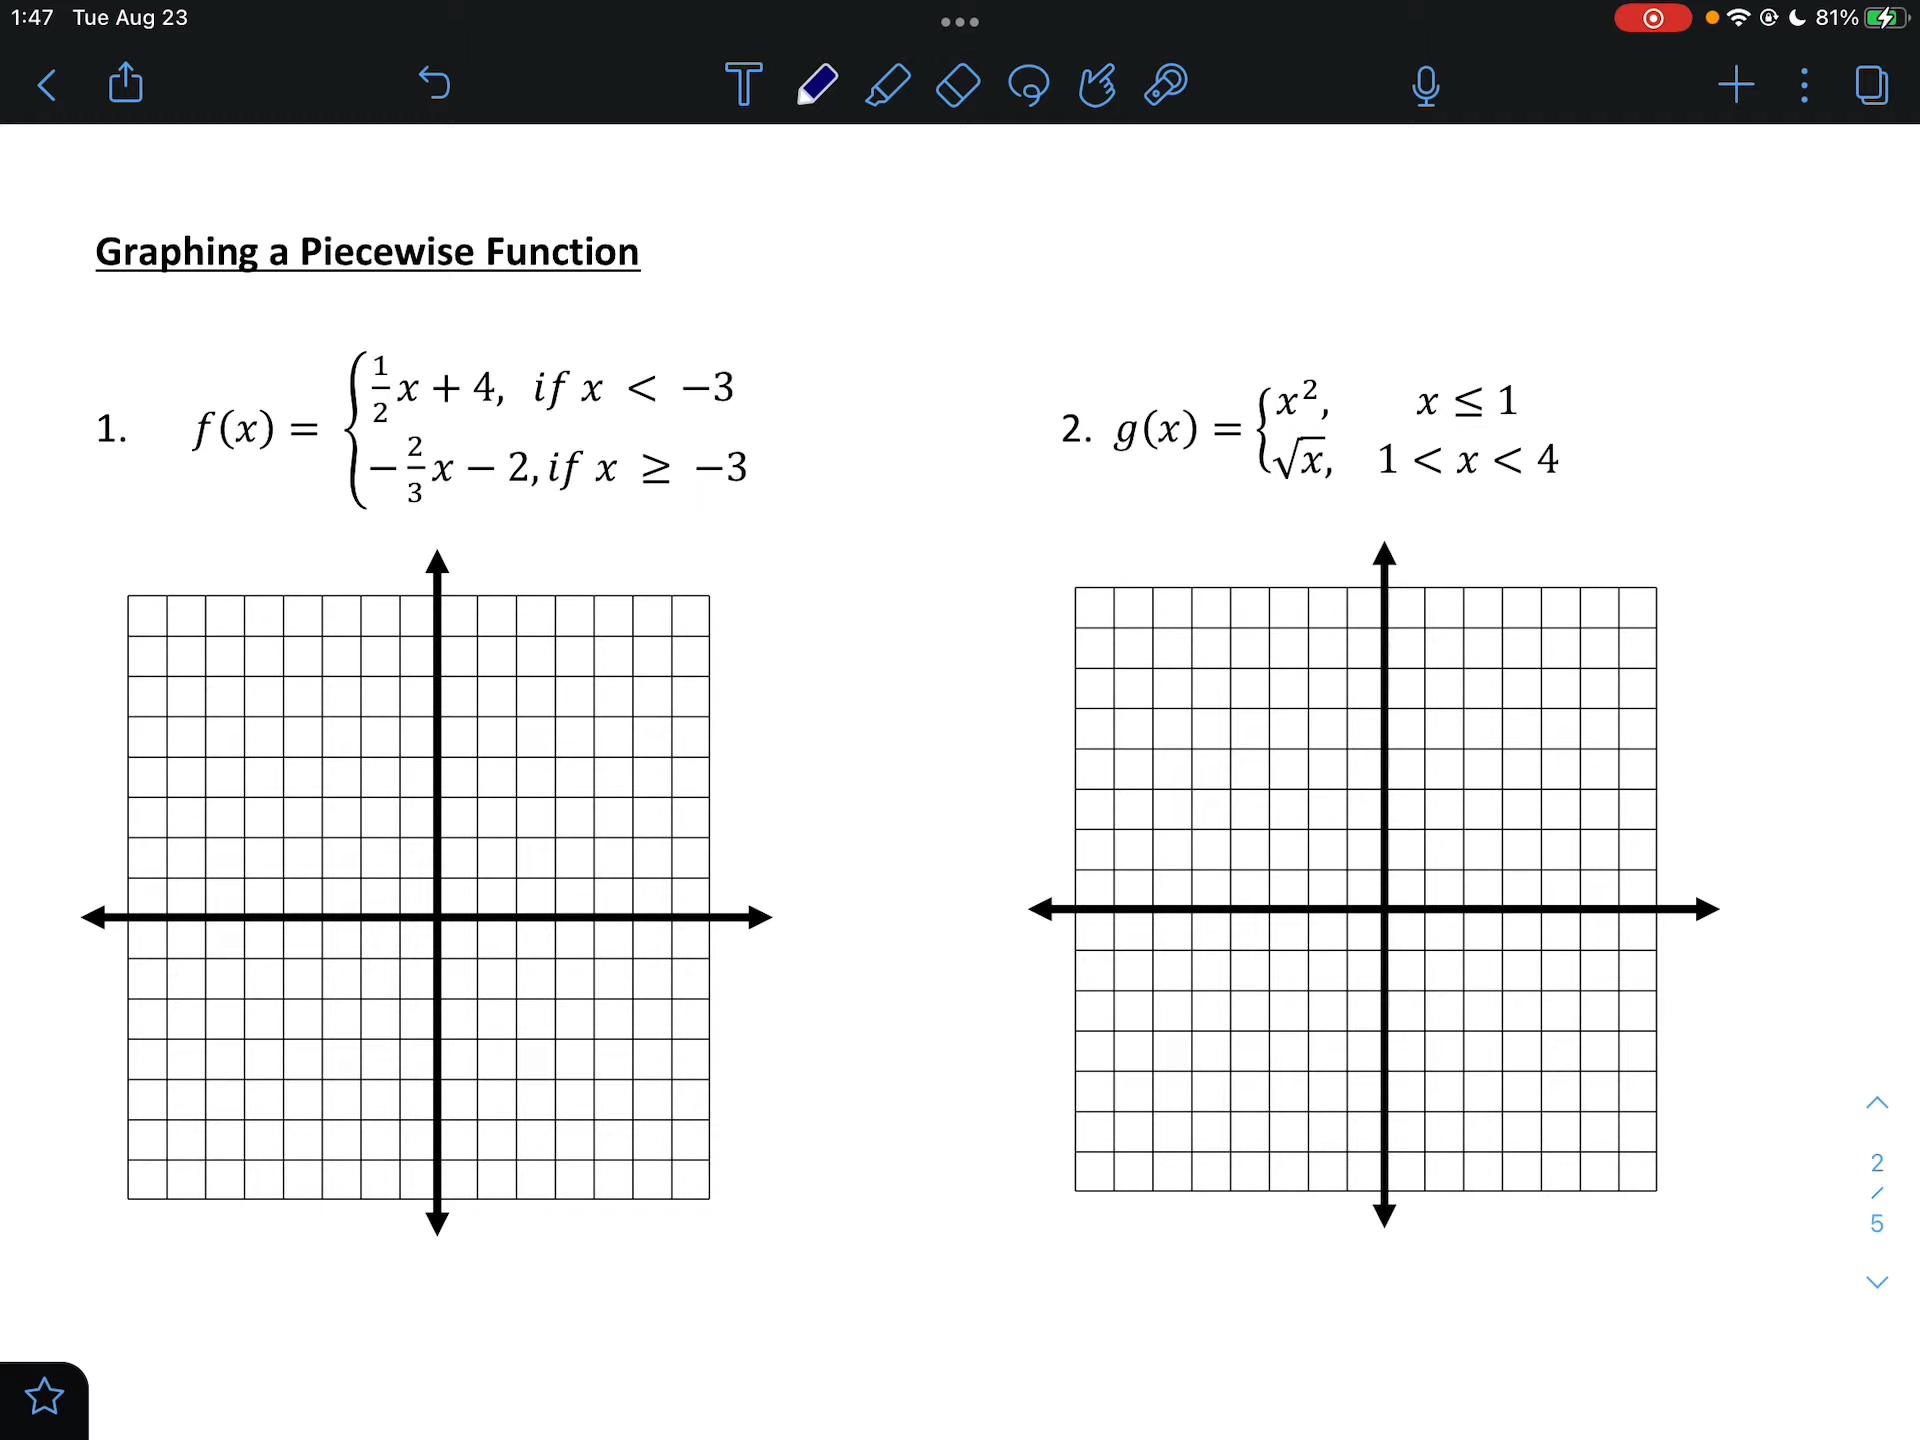 1:47 Tue Aug 23
81%
T
Graphing a Piecewise Function
1. f(x) = { 1/2 x + 4, if x < −3
−2/3 x − 2, if x ≥ −3
2. g(x) = { x², x ≤ 1
√x, 1 < x < 4
2
/
5